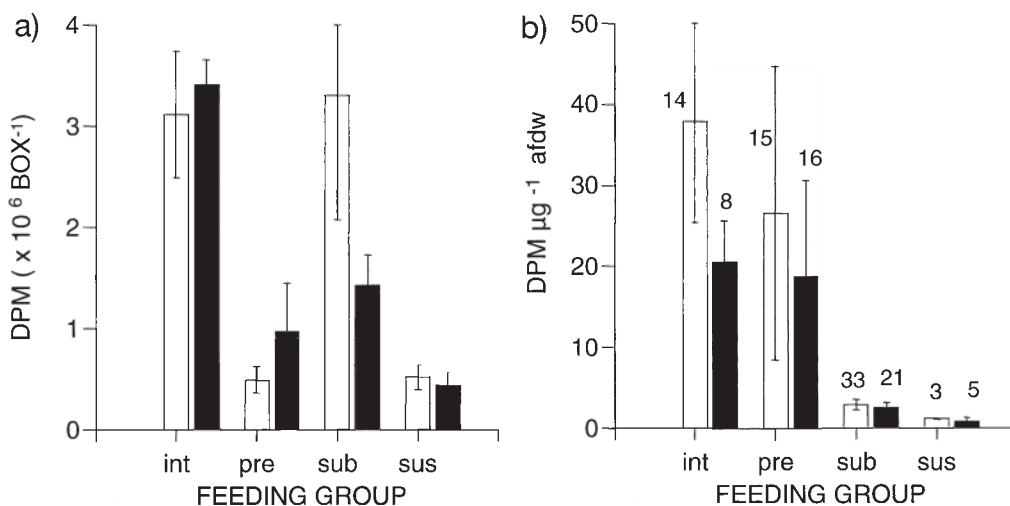 a)
DPM ( x 10 ⁶ BOX⁻¹)
4
3
2
1
0
int pre sub sus
FEEDING GROUP
b)
DPM µg ⁻¹ afdw
50
40
30
20
10
0
14
8
15
16
33
21
3
5
int pre sub sus
FEEDING GROUP